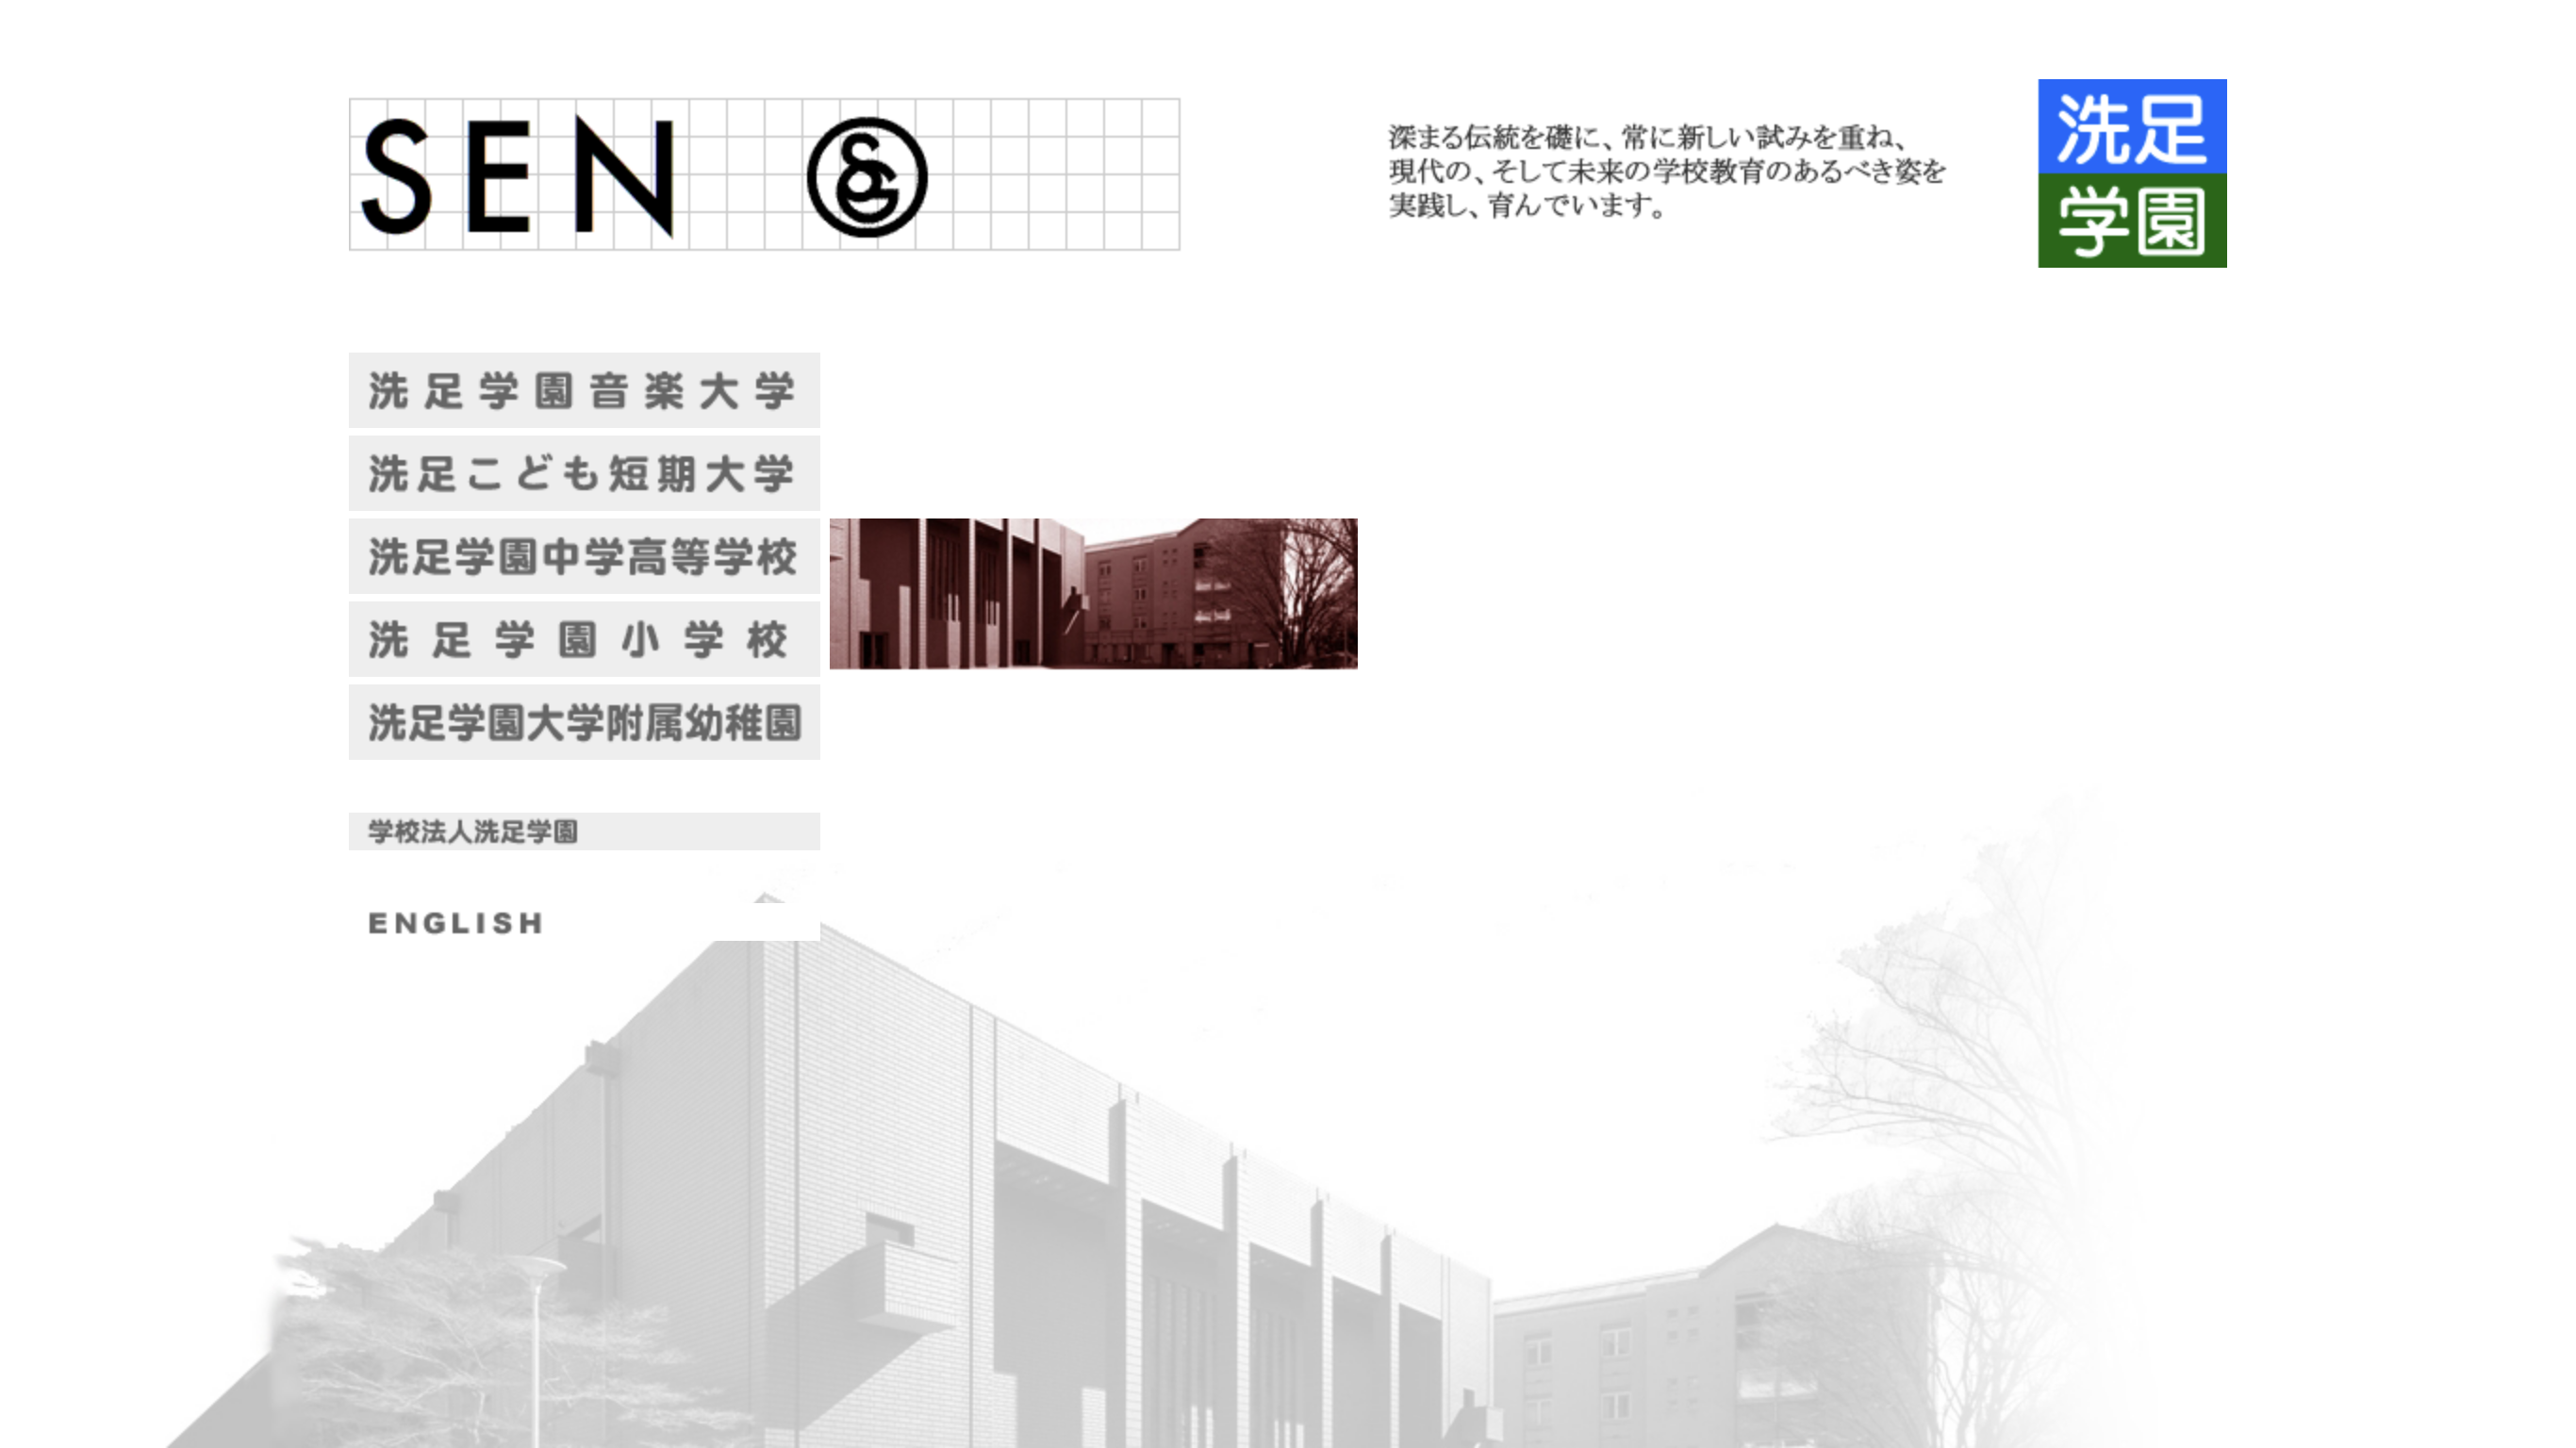 SEN
深まる伝統を礎に、常に新しい試みを重ね、
現代の、そして未来の学校教育のあるべき姿を
実践し、育んでいます。
洗足
学園
洗足学園音楽大学
洗足こども短期大学
洗足学園中学高等学校
洗足学園小学校
洗足学園大学附属幼稚園
学校法人洗足学園
ENGLISH